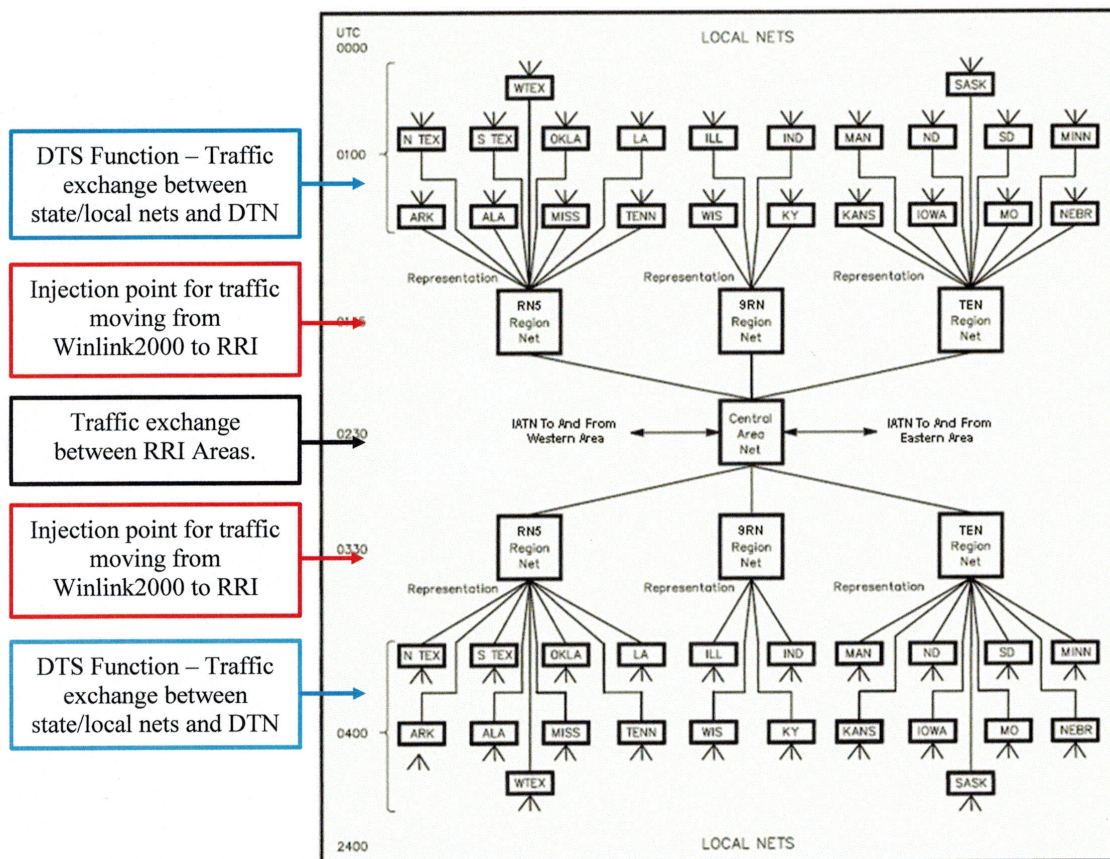 UTC
0000
LOCAL NETS
WTEX
SASK
N TEX
S TEX
OKLA
LA
ILL
IND
MAN
ND
SD
MINN
DTS Function – Traffic
exchange between
state/local nets and DTN
0100
ARK
ALA
MISS
TENN
WIS
KY
KANS
IOWA
MO
NEBR
Representation
Representation
Representation
Injection point for traffic
moving from
Winlink2000 to RRI
RN5
Region
Net
9RN
Region
Net
TEN
Region
Net
Traffic exchange
between RRI Areas.
0230
IATN To And From
Western Area
Central
Area
Net
IATN To And From
Eastern Area
Injection point for traffic
moving from
Winlink2000 to RRI
0330
RN5
Region
Net
9RN
Region
Net
TEN
Region
Net
Representation
Representation
Representation
DTS Function – Traffic
exchange between
state/local nets and DTN
N TEX
S TEX
OKLA
LA
ILL
IND
MAN
ND
SD
MINN
0400
ARK
ALA
MISS
TENN
WIS
KY
KANS
IOWA
MO
NEBR
WTEX
SASK
2400
LOCAL NETS